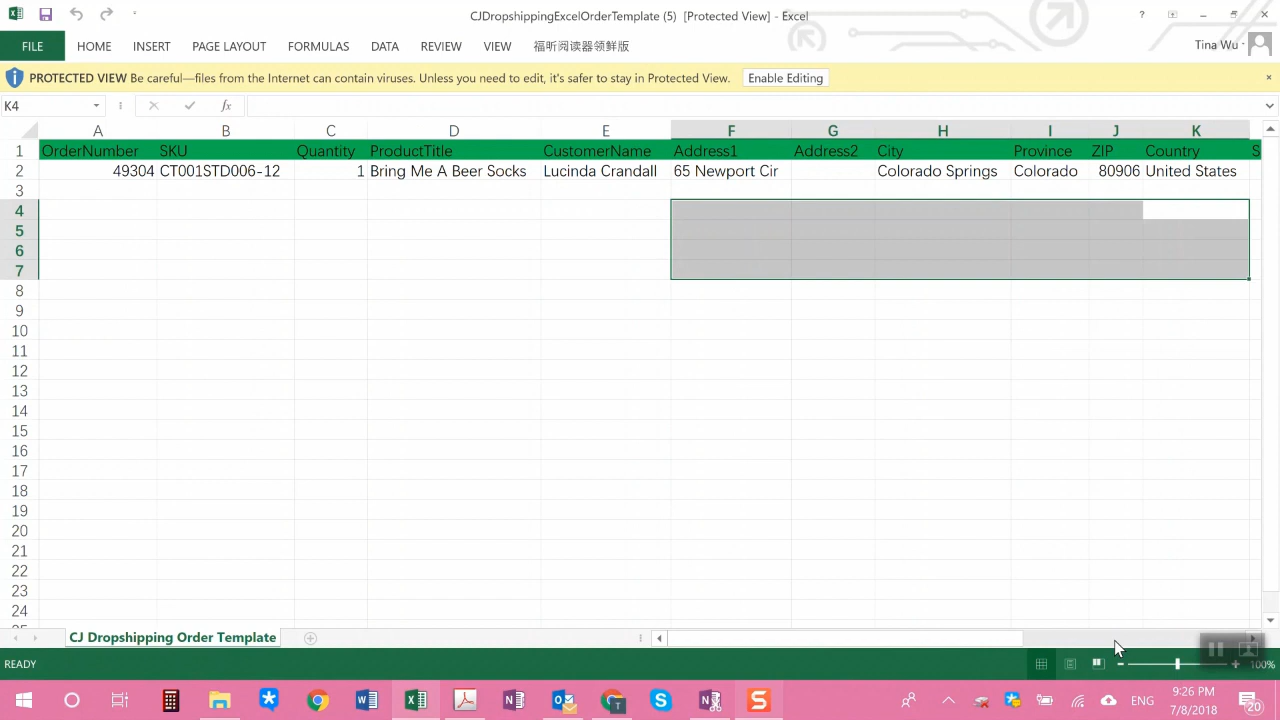 CJDropshippingExcelOrderTemplate (5) [Protected View] - Excel
?
FILE HOME INSERT PAGE LAYOUT FORMULAS DATA REVIEW VIEW 福昕阅读器领鲜版
Tina Wu
PROTECTED VIEW Be careful—files from the Internet can contain viruses. Unless you need to edit, it's safer to stay in Protected View. Enable Editing
K4 fx
A B C D E F G H I J K
1 OrderNumber SKU Quantity ProductTitle CustomerName Address1 Address2 City Province ZIP Country S
2 49304 CT001STD006-12 1 Bring Me A Beer Socks Lucinda Crandall 65 Newport Cir Colorado Springs Colorado 80906 United States
3
4
5
6
7
8
9
10
11
12
13
14
15
16
17
18
19
20
21
22
23
24
25
CJ Dropshipping Order Template
READY 100%
ENG
9:26 PM
7/8/2018
20